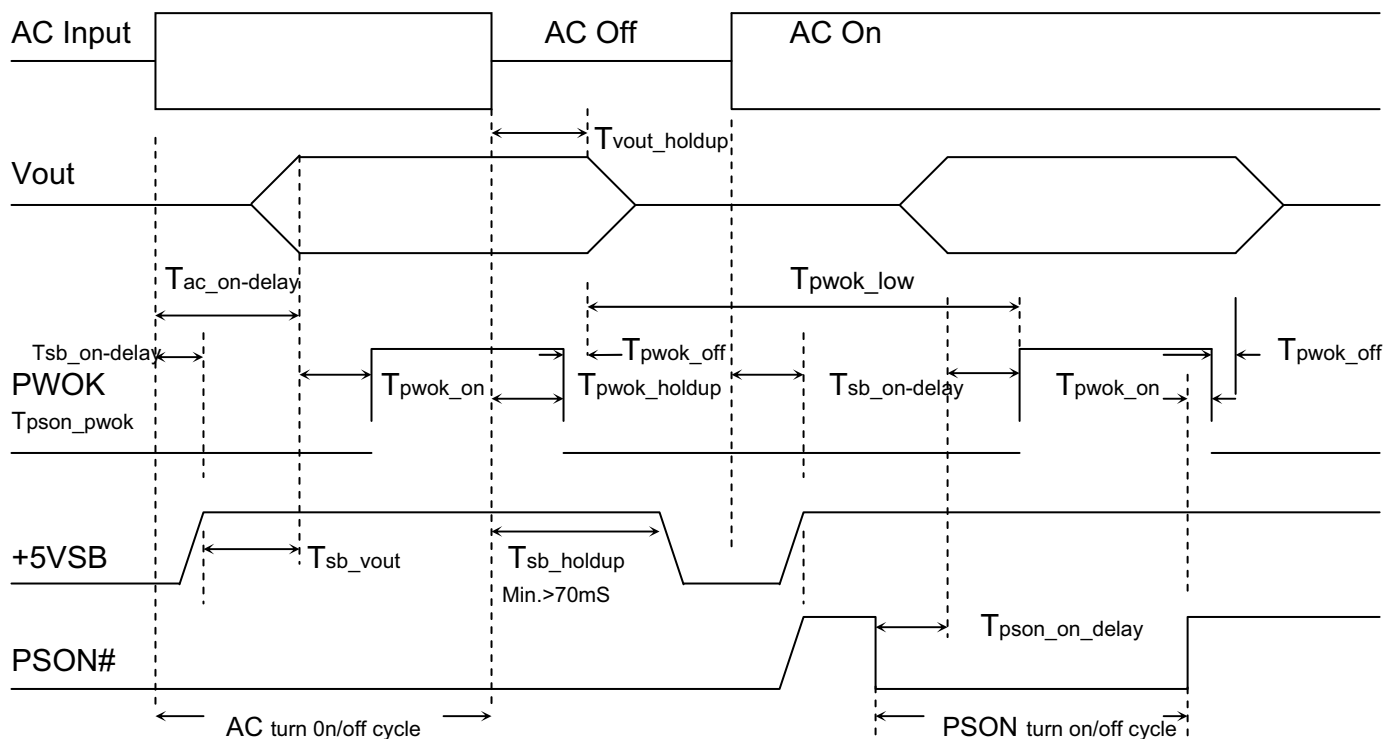 AC Input
AC Off
AC On
Tvout_holdup
Vout
Tac_on-delay
Tpwok_low
Tsb_on-delay
Tpwok_off
Tpwok_off
PWOK
Tpwok_on
Tpwok_holdup
Tsb_on-delay
Tpwok_on
Tpson_pwok
+5VSB
Tsb_vout
Tsb_holdup
Min.>70mS
Tpson_on_delay
PSON#
AC turn 0n/off cycle
PSON turn on/off cycle